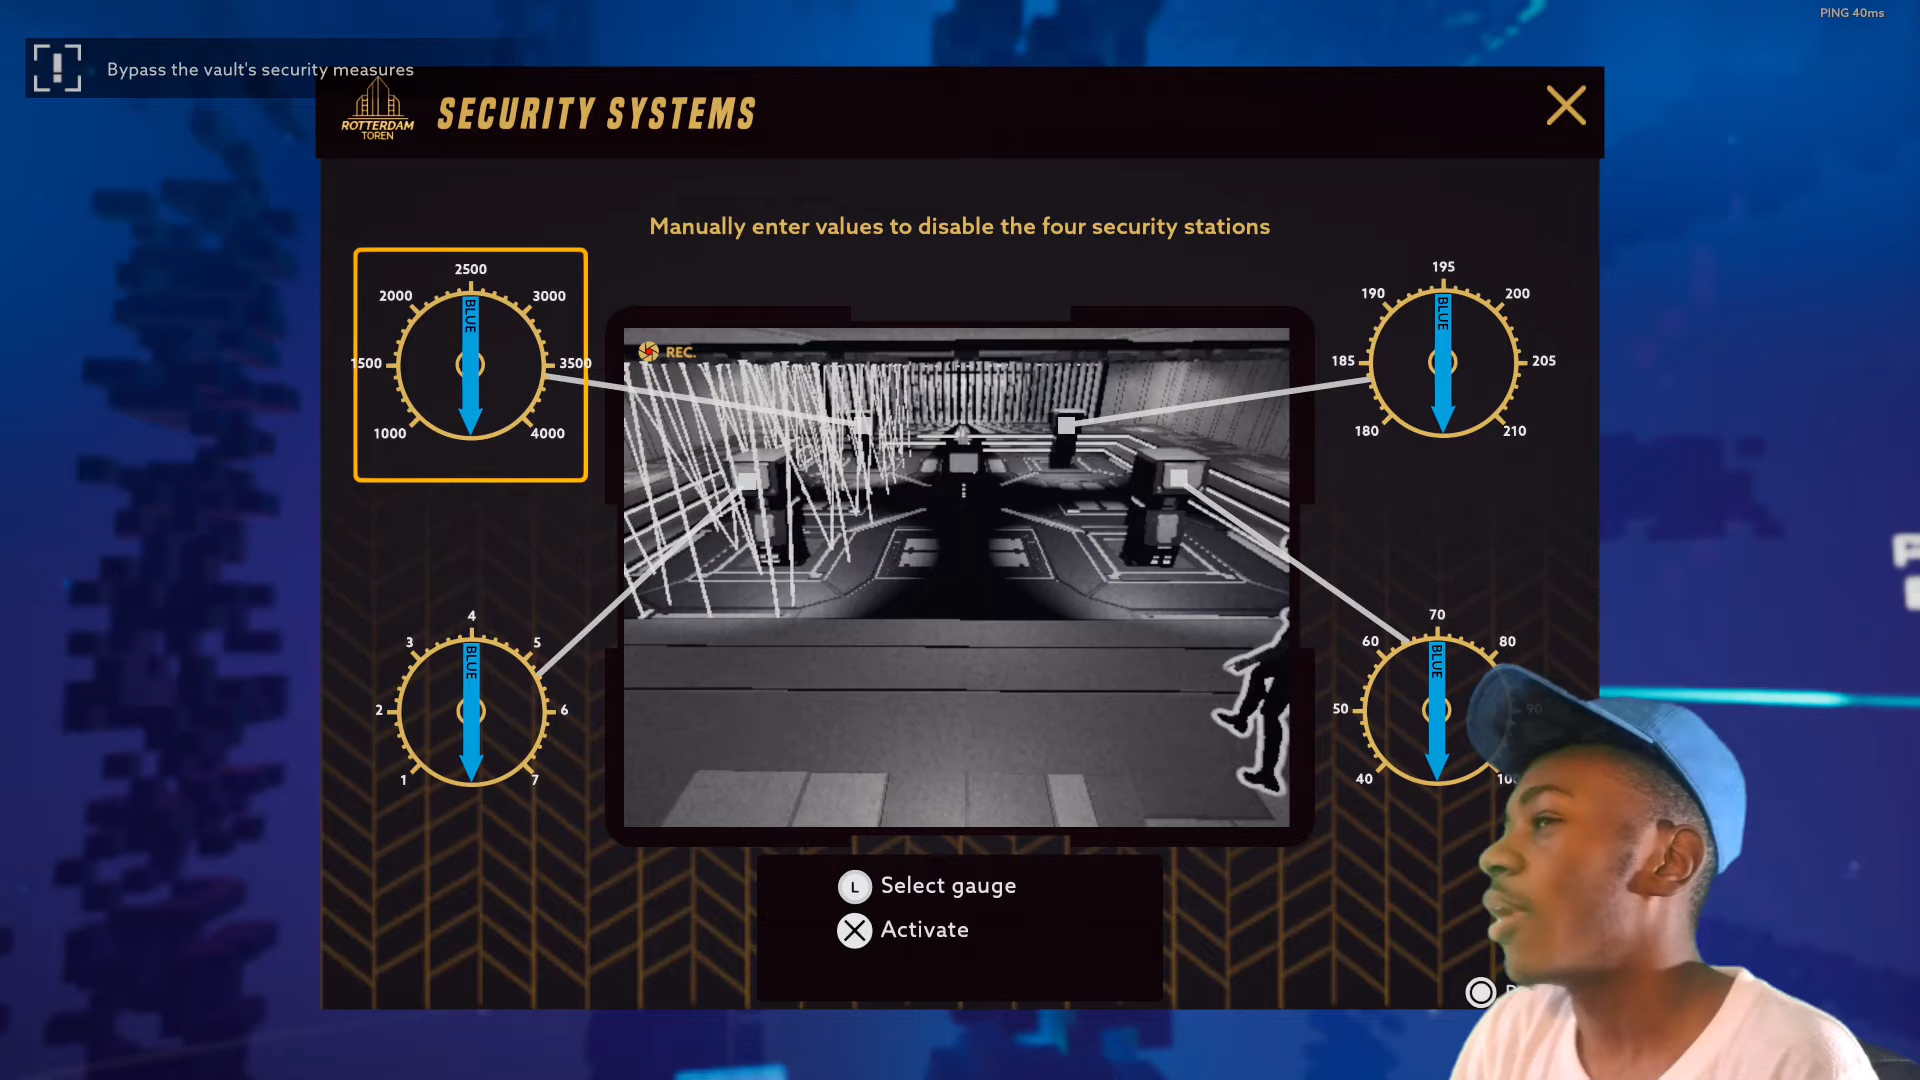 PING 40ms
Bypass the vault's security measures
ROTTERDAM
TOREN
SECURITY SYSTEMS
Manually enter values to disable the four security stations
2500
2000
3000
1500
3500
1000
4000
BLUE
195
190
200
185
205
180
210
BLUE
REC.
4
3
5
2
6
1
7
BLUE
70
60
80
50
90
40
BLUE
L Select gauge
Activate